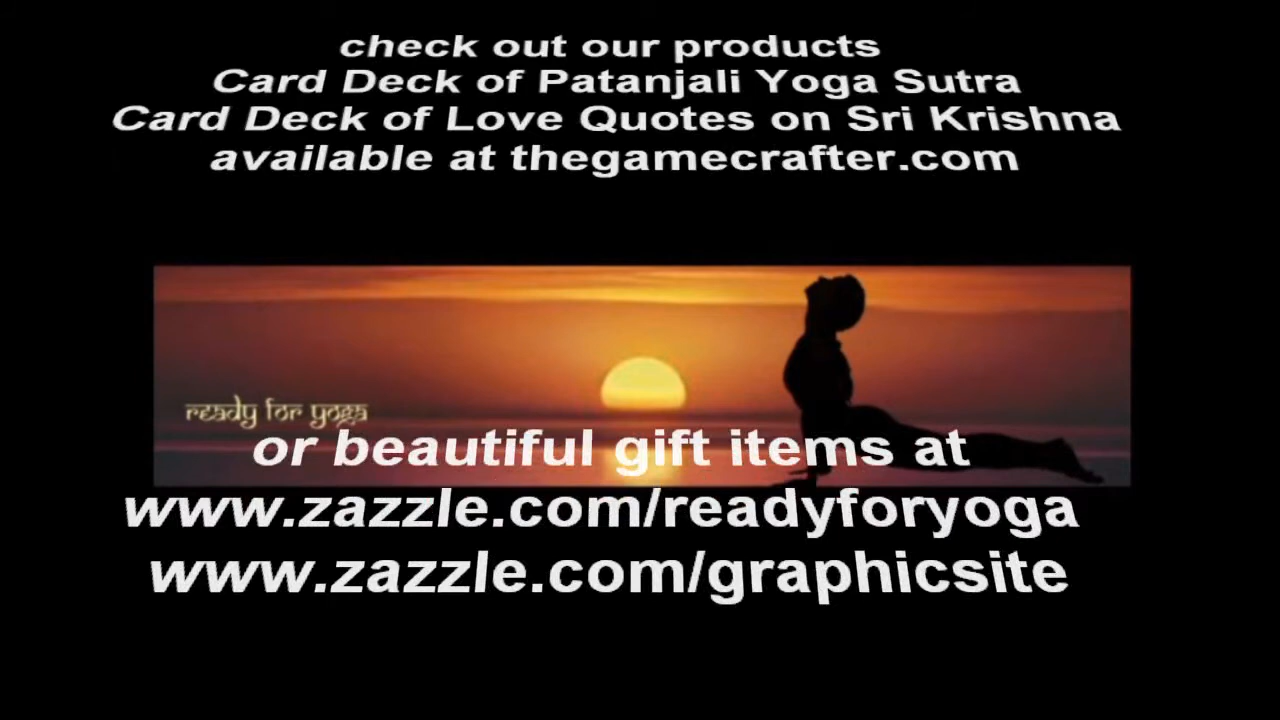 check out our products
Card Deck of Patanjali Yoga Sutra
Card Deck of Love Quotes on Sri Krishna
available at thegamecrafter.com
ready for yoga
or beautiful gift items at
www.zazzle.com/readyforyoga
www.zazzle.com/graphicsite